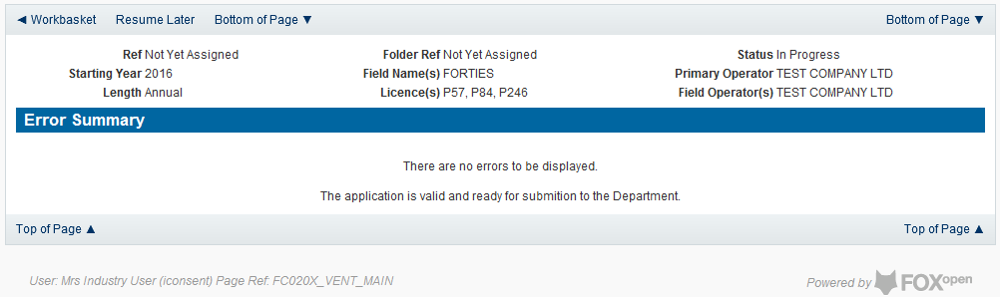 ◄ Workbasket Resume Later Bottom of Page ▼ Bottom of Page ▼
Ref Not Yet Assigned Folder Ref Not Yet Assigned Status In Progress
Starting Year 2016 Field Name(s) FORTIES Primary Operator TEST COMPANY LTD
Length Annual Licence(s) P57, P84, P246 Field Operator(s) TEST COMPANY LTD
Error Summary
There are no errors to be displayed.
The application is valid and ready for submition to the Department.
Top of Page ▲ Top of Page ▲
User: Mrs Industry User (iconsent) Page Ref: FC020X_VENT_MAIN Powered by FOXopen